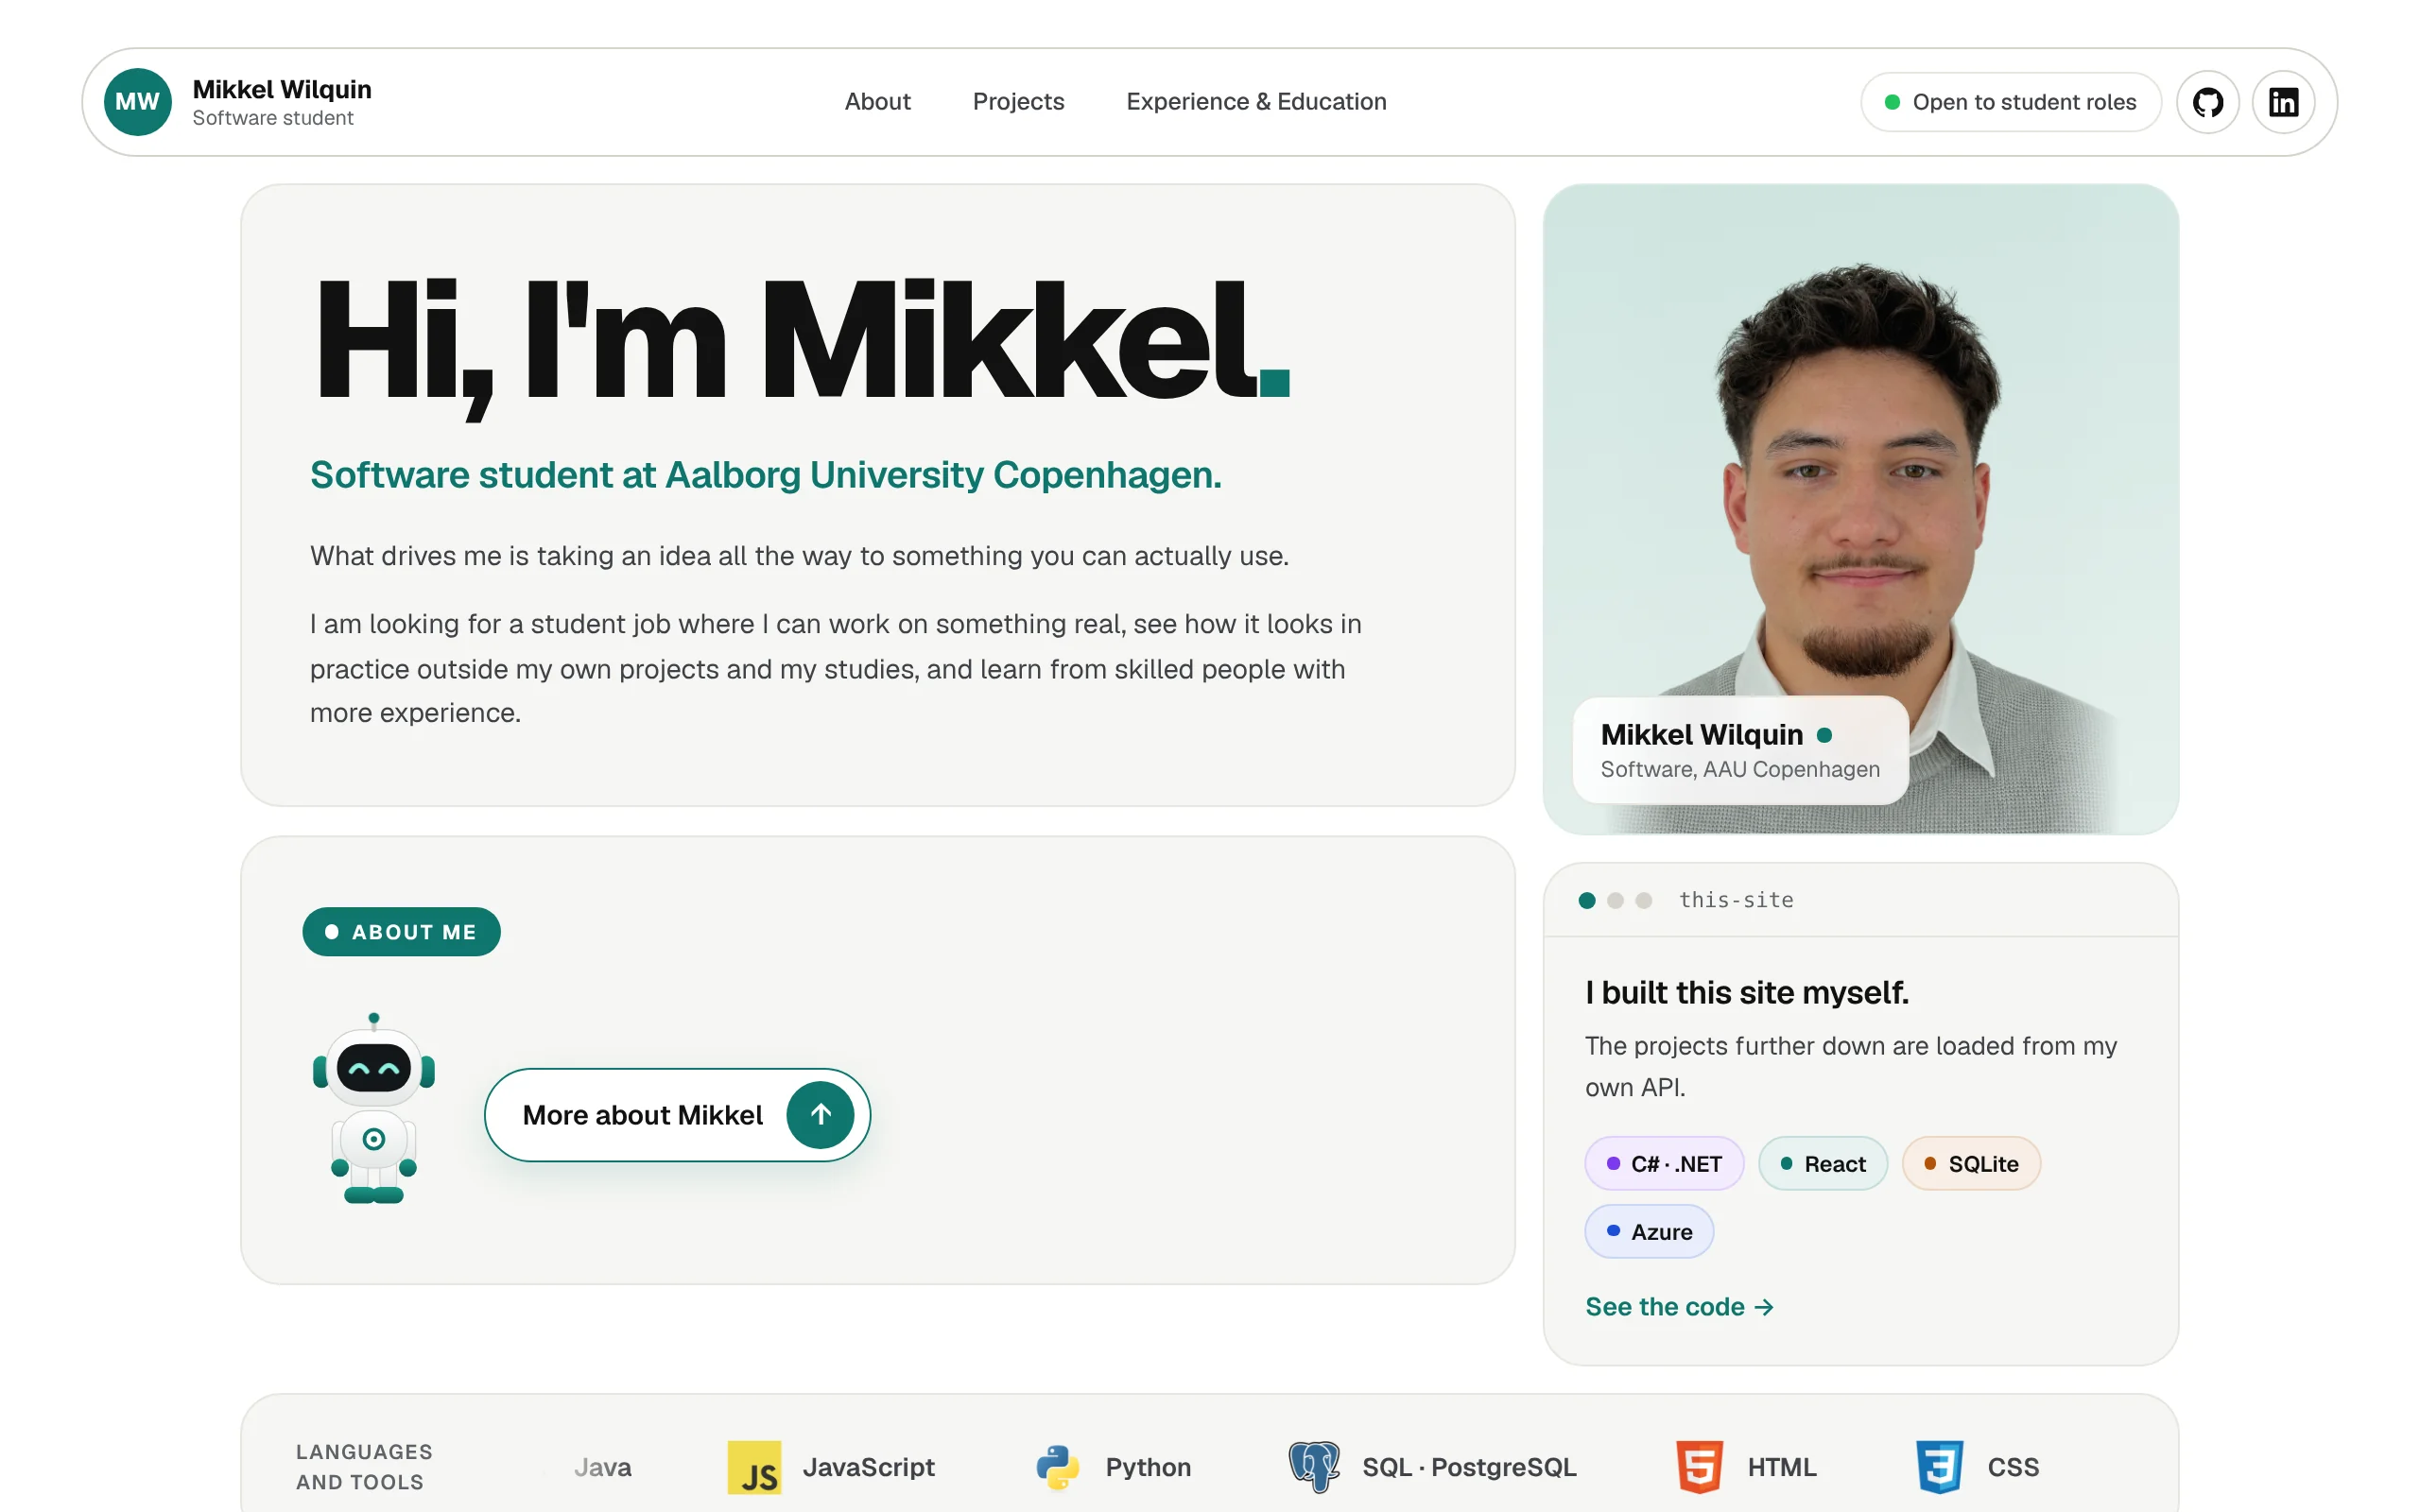 MW
Mikkel Wilquin
Software student
About
Projects
Experience & Education
Open to student roles
in
Hi, I'm Mikkel.
Software student at Aalborg University Copenhagen.
What drives me is taking an idea all the way to something you can actually use.
I am looking for a student job where I can work on something real, see how it looks in
practice outside my own projects and my studies, and learn from skilled people with
more experience.
Mikkel Wilquin
Software, AAU Copenhagen
ABOUT ME
More about Mikkel
this-site
I built this site myself.
The projects further down are loaded from my
own API.
C# · .NET
React
SQLite
Azure
See the code →
LANGUAGES
AND TOOLS
Java
JS
JavaScript
Python
SQL · PostgreSQL
5
HTML
3
CSS